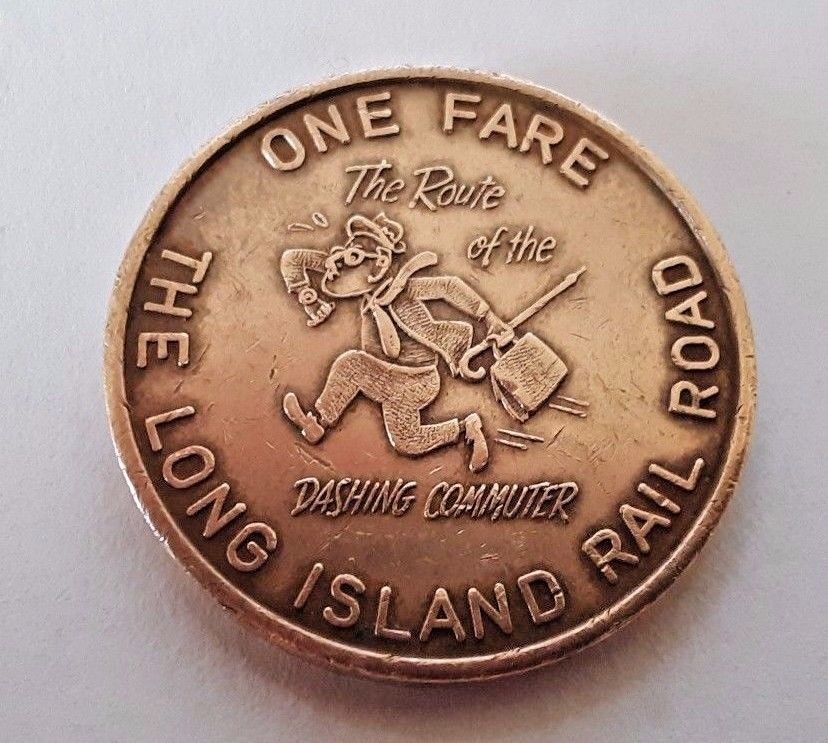 ONE FARE
The Route
of the
DASHING COMMUTER
THE LONG ISLAND RAIL ROAD